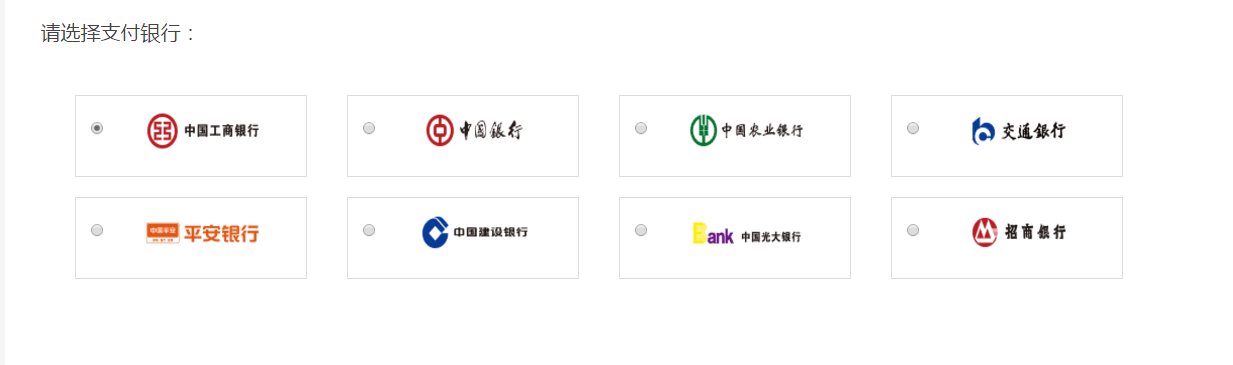 请选择支付银行：
中国工商银行 中国银行 中国农业银行 交通银行
中国平安 平安银行 中国建设银行 Bank 中国光大银行 招商银行